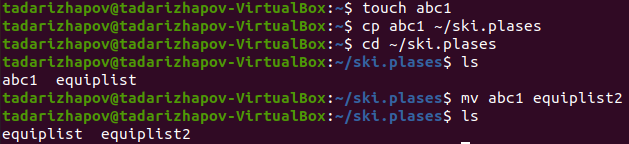 tadarizhapov@tadarizhapov-VirtualBox:~$ touch abc1
tadarizhapov@tadarizhapov-VirtualBox:~$ cp abc1 ~/ski.plases
tadarizhapov@tadarizhapov-VirtualBox:~$ cd ~/ski.plases
tadarizhapov@tadarizhapov-VirtualBox:~/ski.plases$ ls
abc1  equiplist
tadarizhapov@tadarizhapov-VirtualBox:~/ski.plases$ mv abc1 equiplist2
tadarizhapov@tadarizhapov-VirtualBox:~/ski.plases$ ls
equiplist  equiplist2